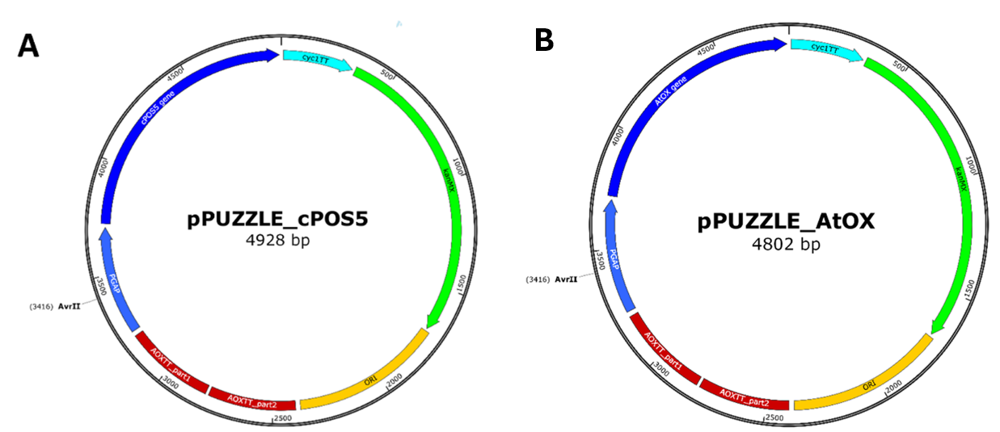 A
cyc1TT
500
kanMX
1000
1500
ORI
2000
2500
AOXTT_part2
AOXTT_part1
3000
PGAP
3500
(3416) AvrII
4000
cPOS5 gene
4500
pPUZZLE_cPOS5
4928 bp
B
cyc1TT
500
kanMX
1000
1500
ORI
2000
2500
AOXTT_part2
AOXTT_part1
3000
PGAP
3500
(3416) AvrII
4000
AtOX gene
4500
pPUZZLE_AtOX
4802 bp